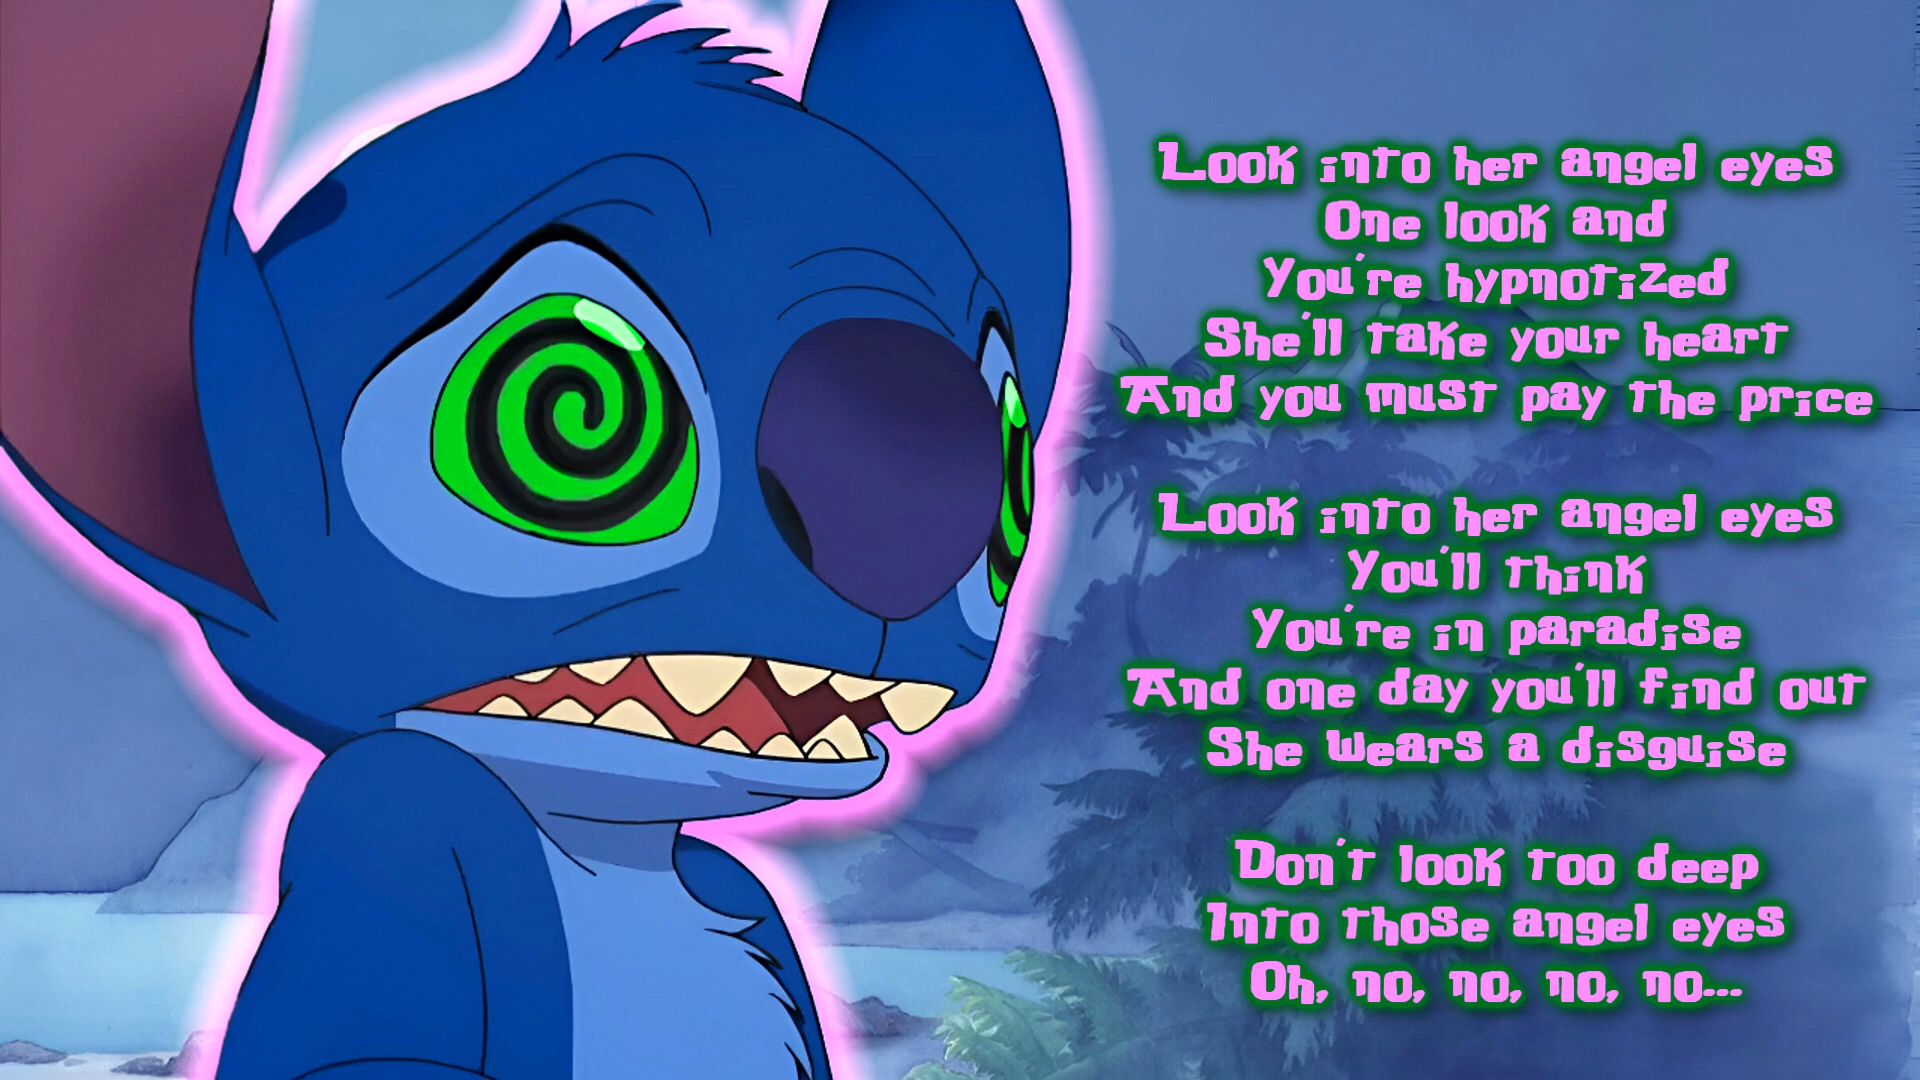 Look into her angel eyes
One look and
You're hypnotized
She'll take your heart
And you must pay the price
Look into her angel eyes
You'll think
You're in paradise
And one day you'll find out
She wears a disguise
Don't look too deep
Into those angel eyes
Oh, no, no, no, no...